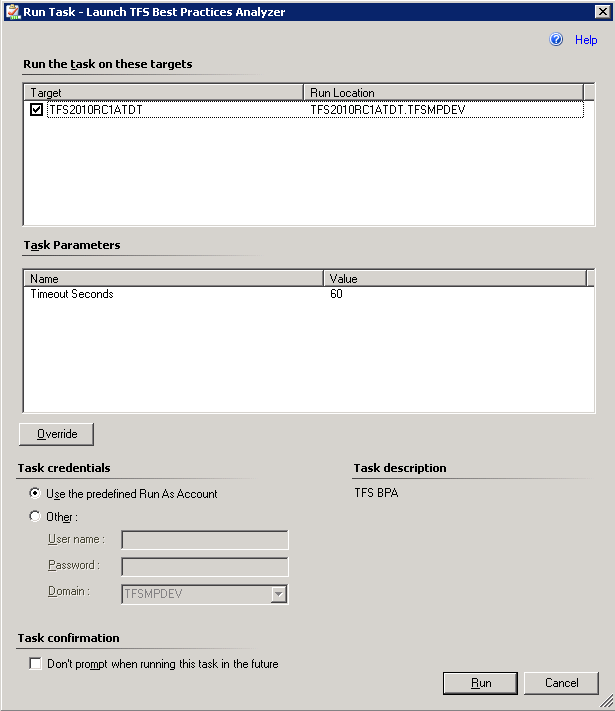 Run Task - Launch TFS Best Practices Analyzer
Help
Run the task on these targets
Target Run Location
TFS2010RC1ATDT TFS2010RC1ATDT.TFSMPDEV
Task Parameters
Name Value
Timeout Seconds 60
Override
Task credentials Task description
Use the predefined Run As Account TFS BPA
Other :
User name :
Password :
Domain : TFSMPDEV
Task confirmation
Don't prompt when running this task in the future
Run Cancel